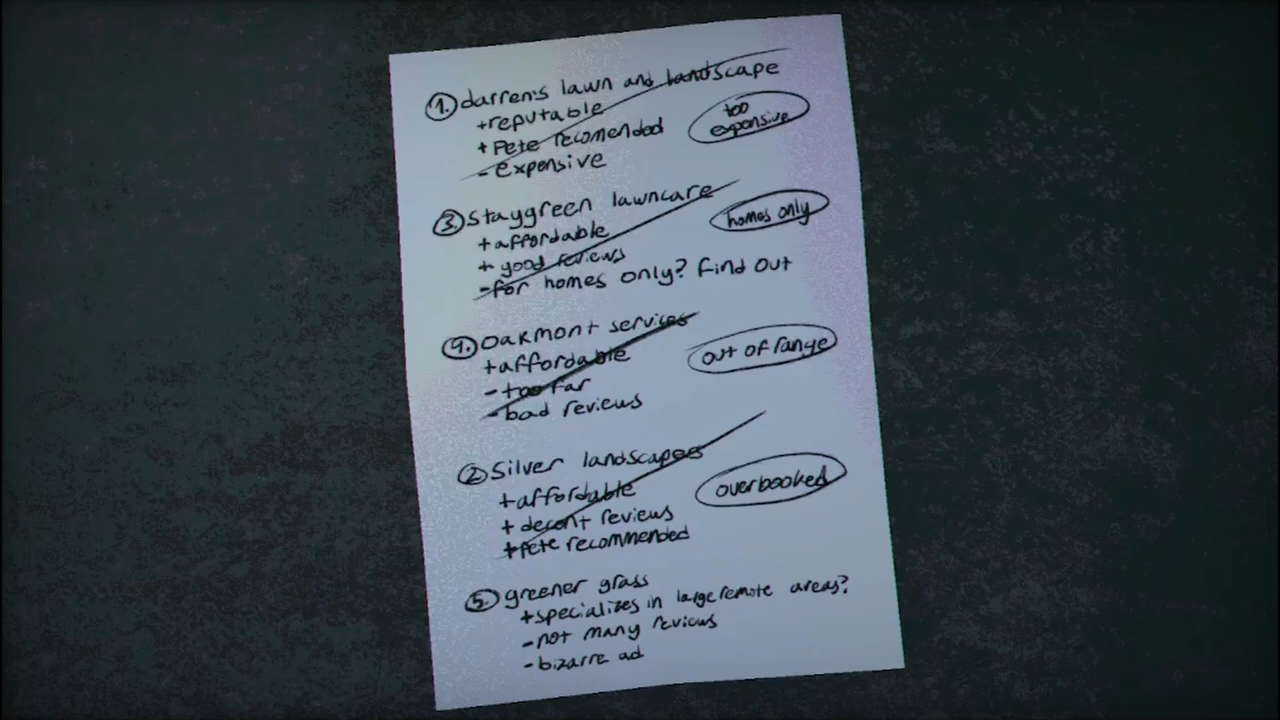 1. darren's lawn and landscape
+reputable
+Pete recomended
-expensive
too
expensive
3. Staygreen lawncare
+affordable
+good reviews
-for homes only? Find Out
homes only
4. Oakmont services
+affordable
-too far
-bad reviews
out of range
2. Silver landscapers
+affordable
+decent reviews
+Pete recommended
overbooked
5. greener grass
+specializes in large remote areas?
-not many reviews
-bizarre ad